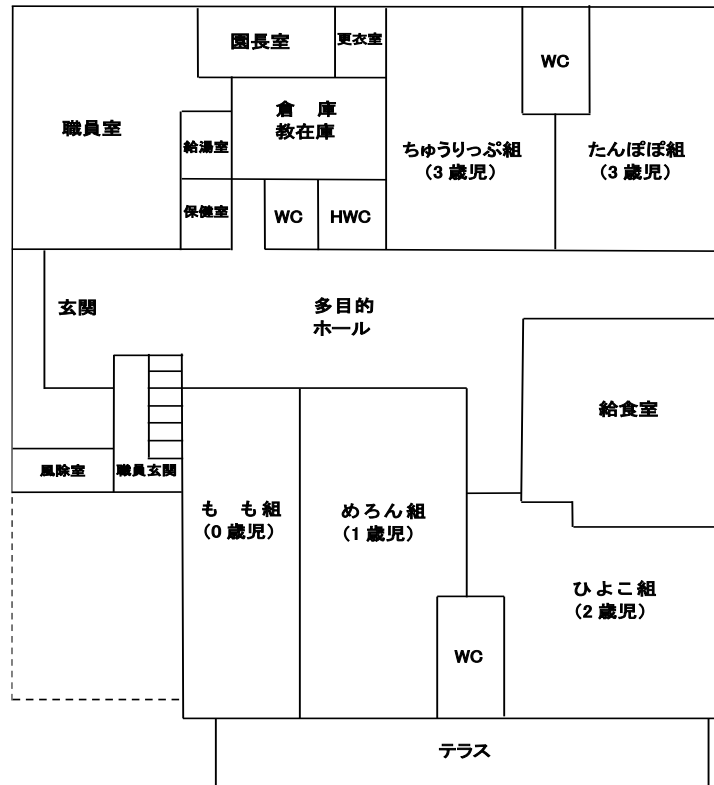 園長室
更衣室
WC
職員室
倉　庫
教在庫
給湯室
ちゅうりっぷ組
(3 歳児)
たんぽぽ組
(3 歳児)
保健室
WC
HWC
玄関
多目的
ホール
給食室
風除室
職員玄関
も　も組
(0 歳児)
めろん組
(1 歳児)
ひよこ組
(2 歳児)
WC
テラス